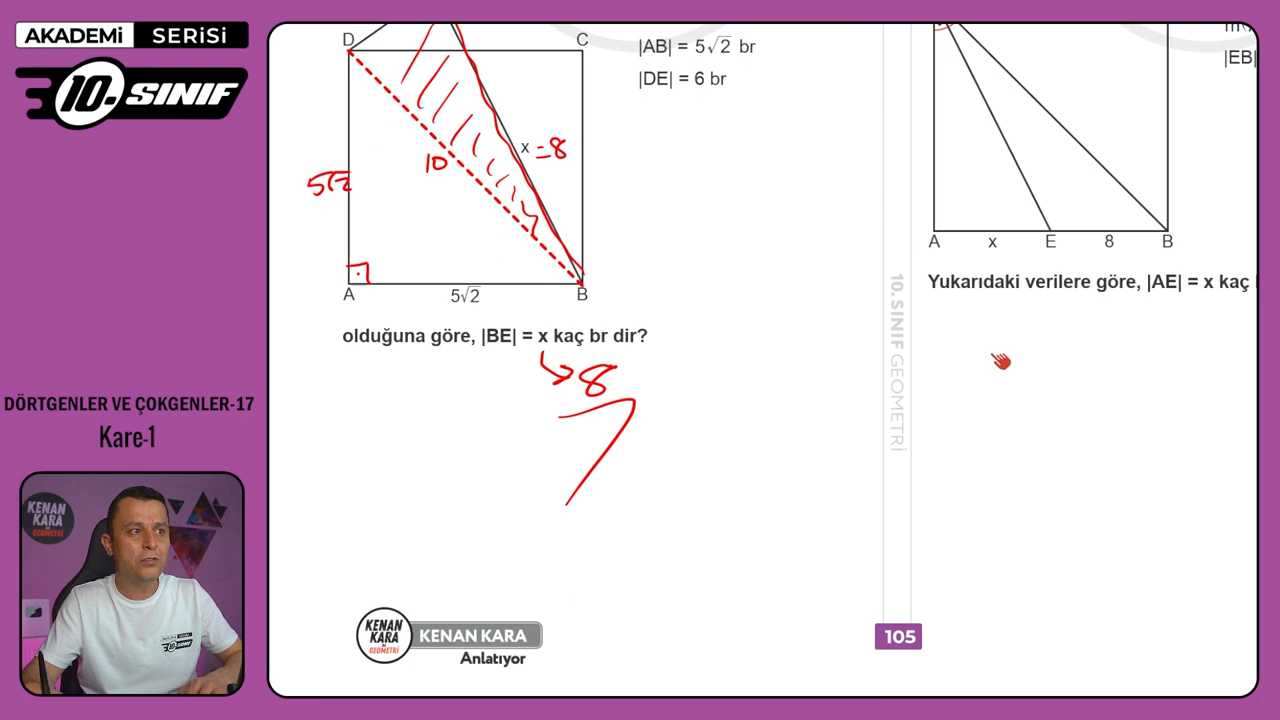 AKADEMi SERiSi
10. SINIF
DÖRTGENLER VE ÇOKGENLER-17
Kare-1
KENAN
KARA
GEOMETRİ
D C
|AB| = 5√2 br
|DE| = 6 br
x = 8
10
5√2
A B
5√2
olduğuna göre, |BE| = x kaç br dir?
8
|EB|
A x E 8 B
Yukarıdaki verilere göre, |AE| = x kaç
10. SINIF GEOMETRİ
KENAN
KARA
ile
GEOMETRİ
KENAN KARA
Anlatıyor
105